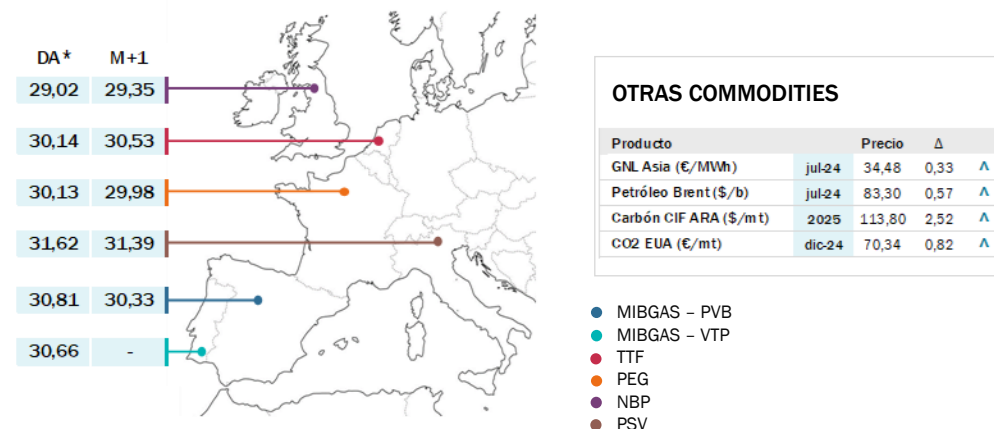 DA* M+1
29,02 29,35
30,14 30,53
30,13 29,98
31,62 31,39
30,81 30,33
30,66 -
OTRAS COMMODITIES
Producto Precio Δ
GNL Asia (€/MWh) jul-24 34,48 0,33 ^
Petróleo Brent ($/b) jul-24 83,30 0,57 ^
Carbón CIF ARA ($/mt) 2025 113,80 2,52 ^
CO2 EUA (€/mt) dic-24 70,34 0,82 ^
MIBGAS – PVB
MIBGAS – VTP
TTF
PEG
NBP
PSV